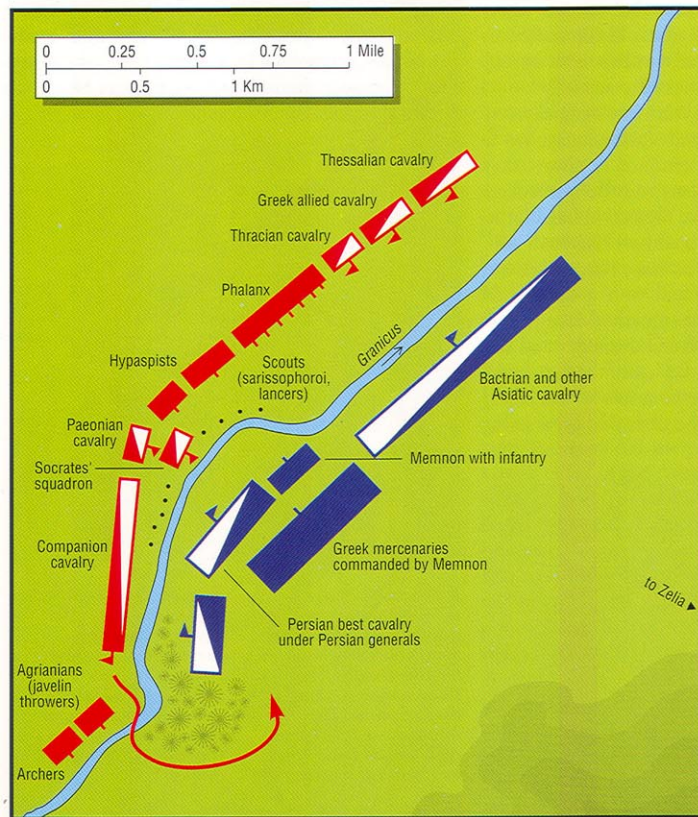 0 0.25 0.5 0.75 1 Mile
0 0.5 1 Km
Thessalian cavalry
Greek allied cavalry
Thracian cavalry
Phalanx
Hypaspists
Scouts
(sarissophoroi,
lancers)
Granicus
Bactrian and other
Asiatic cavalry
Paeonian
cavalry
Socrates'
squadron
Memnon with infantry
Companion
cavalry
Greek mercenaries
commanded by Memnon
to Zelia
Persian best cavalry
under Persian generals
Agrianians
(javelin
throwers)
Archers